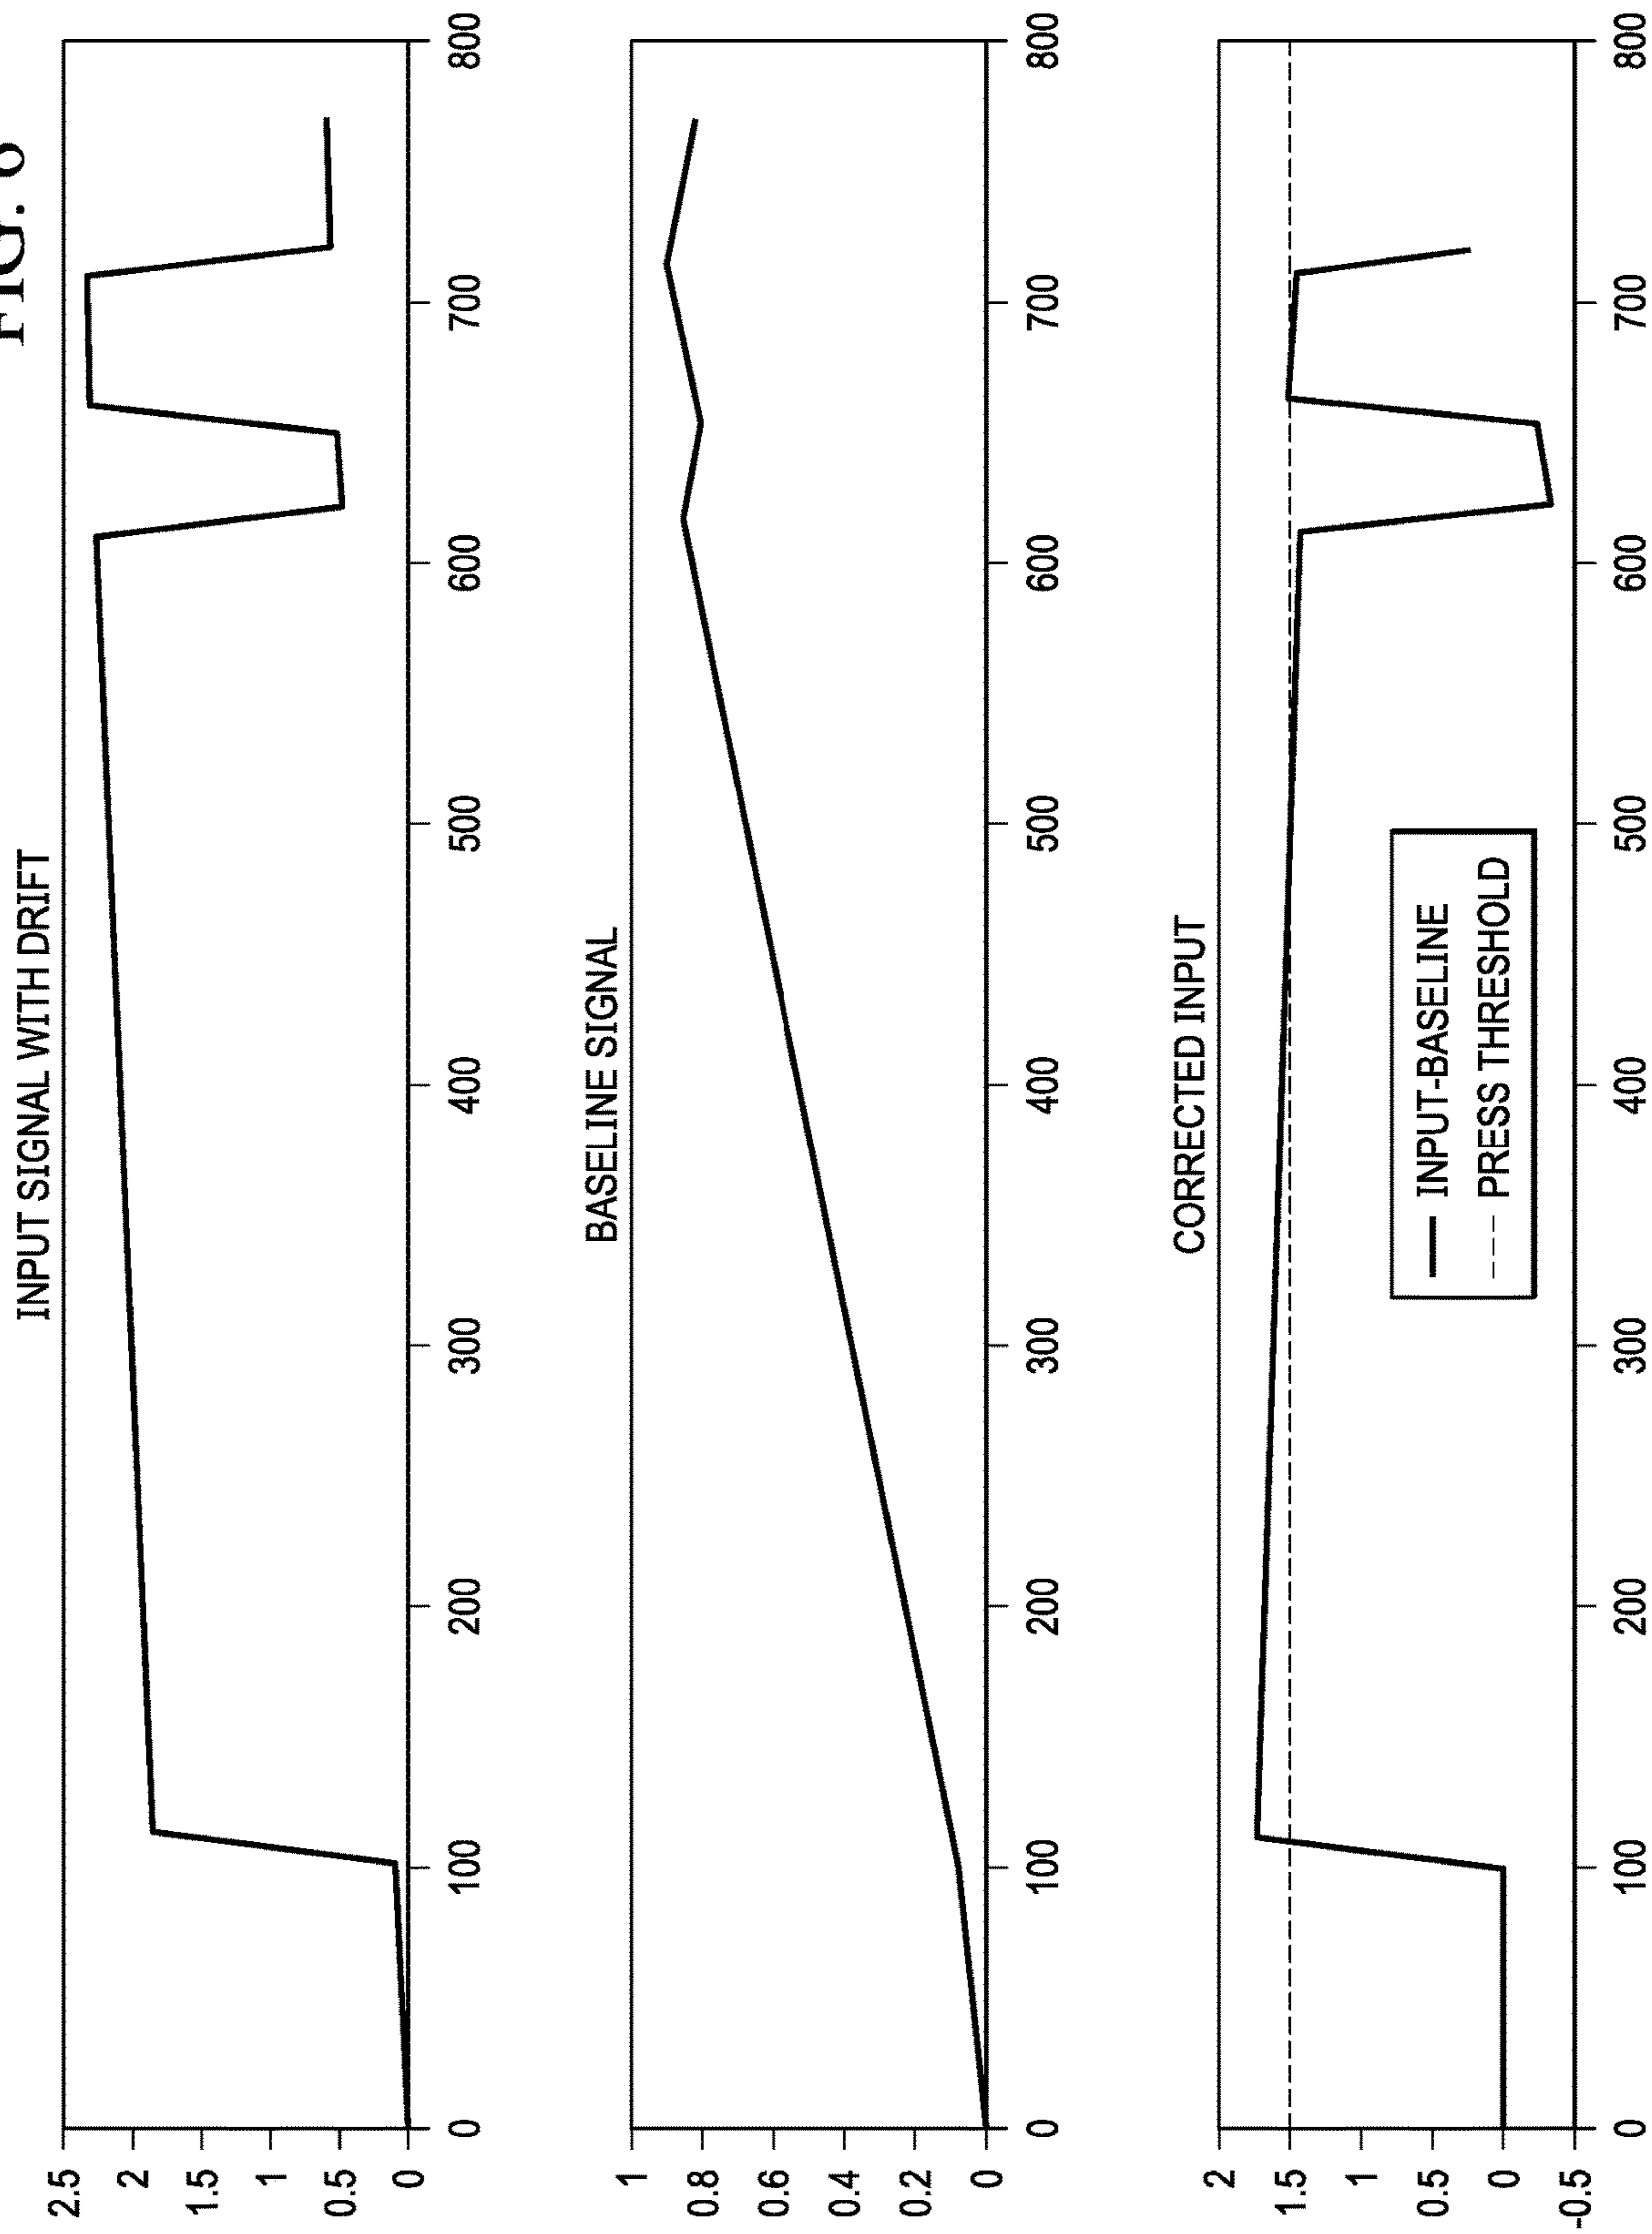 FIG. 6
INPUT SIGNAL WITH DRIFT
2.5
2
1.5
1
0.5
0
0 100 200 300 400 500 600 700 800
BASELINE SIGNAL
1
0.8
0.6
0.4
0.2
0
0 100 200 300 400 500 600 700 800
CORRECTED INPUT
2
1.5
1
0.5
0
-0.5
INPUT-BASELINE
PRESS THRESHOLD
0 100 200 300 400 500 600 700 800